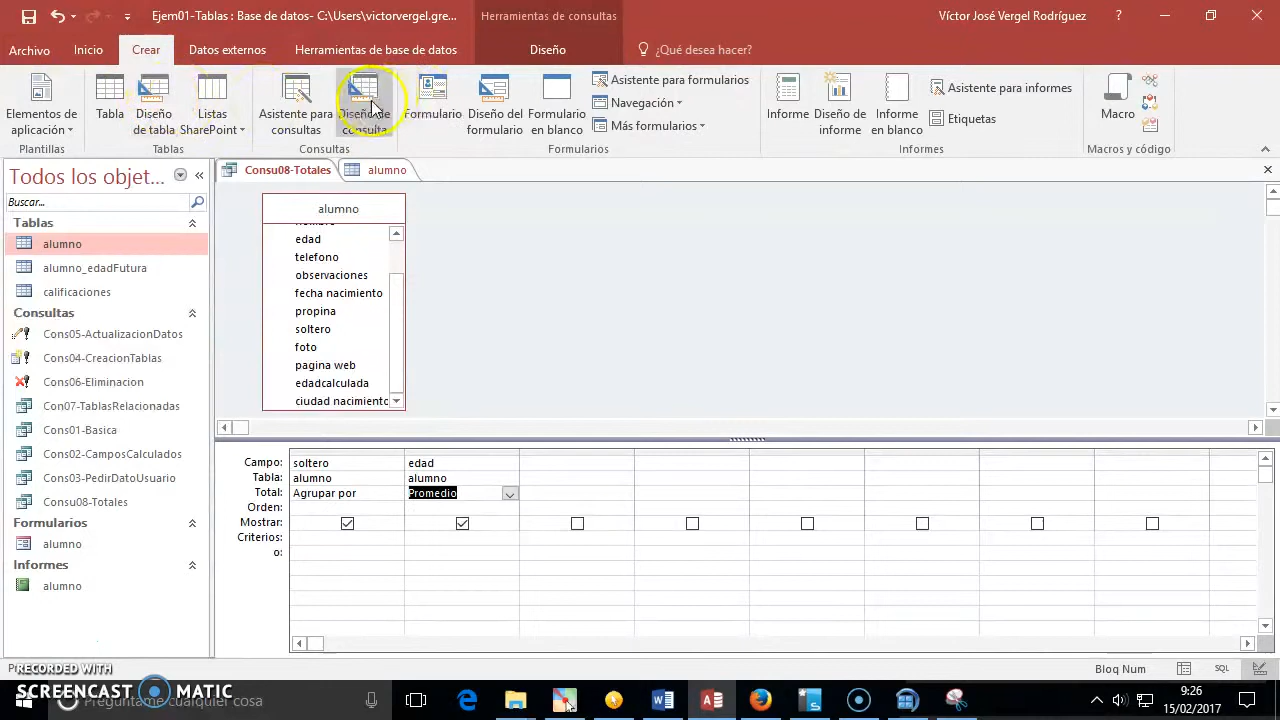 Ejem01-Tablas : Base de datos- C:\Users\victorvergel.gre...
Herramientas de consultas
Víctor José Vergel Rodríguez
?
Archivo
Inicio
Crear
Datos externos
Herramientas de base de datos
Diseño
¿Qué desea hacer?
Elementos de aplicación
Tabla
Diseño de tabla
Listas SharePoint
Asistente para consultas
Diseño de consulta
Formulario
Diseño del formulario
Formulario en blanco
Asistente para formularios
Navegación
Más formularios
Informe
Diseño de informe
Informe en blanco
Asistente para informes
Etiquetas
Macro
Plantillas
Tablas
Consultas
Formularios
Informes
Macros y código
Todos los objet...
Buscar...
Tablas
alumno
alumno_edadFutura
calificaciones
Consultas
Cons05-ActualizacionDatos
Cons04-CreacionTablas
Cons06-Eliminacion
Con07-TablasRelacionadas
Cons01-Basica
Cons02-CamposCalculados
Cons03-PedirDatoUsuario
Consu08-Totales
Formularios
alumno
Informes
alumno
Consu08-Totales
alumno
alumno
edad
telefono
observaciones
fecha nacimiento
propina
soltero
foto
pagina web
edadcalculada
ciudad nacimiento
Campo: soltero edad
Tabla: alumno alumno
Total: Agrupar por Promedio
Orden:
Mostrar:
Criterios:
o:
Bloq Num
SQL
RECORDED WITH
SCREENCAST MATIC
Pregúntame cualquier cosa
9:26
15/02/2017